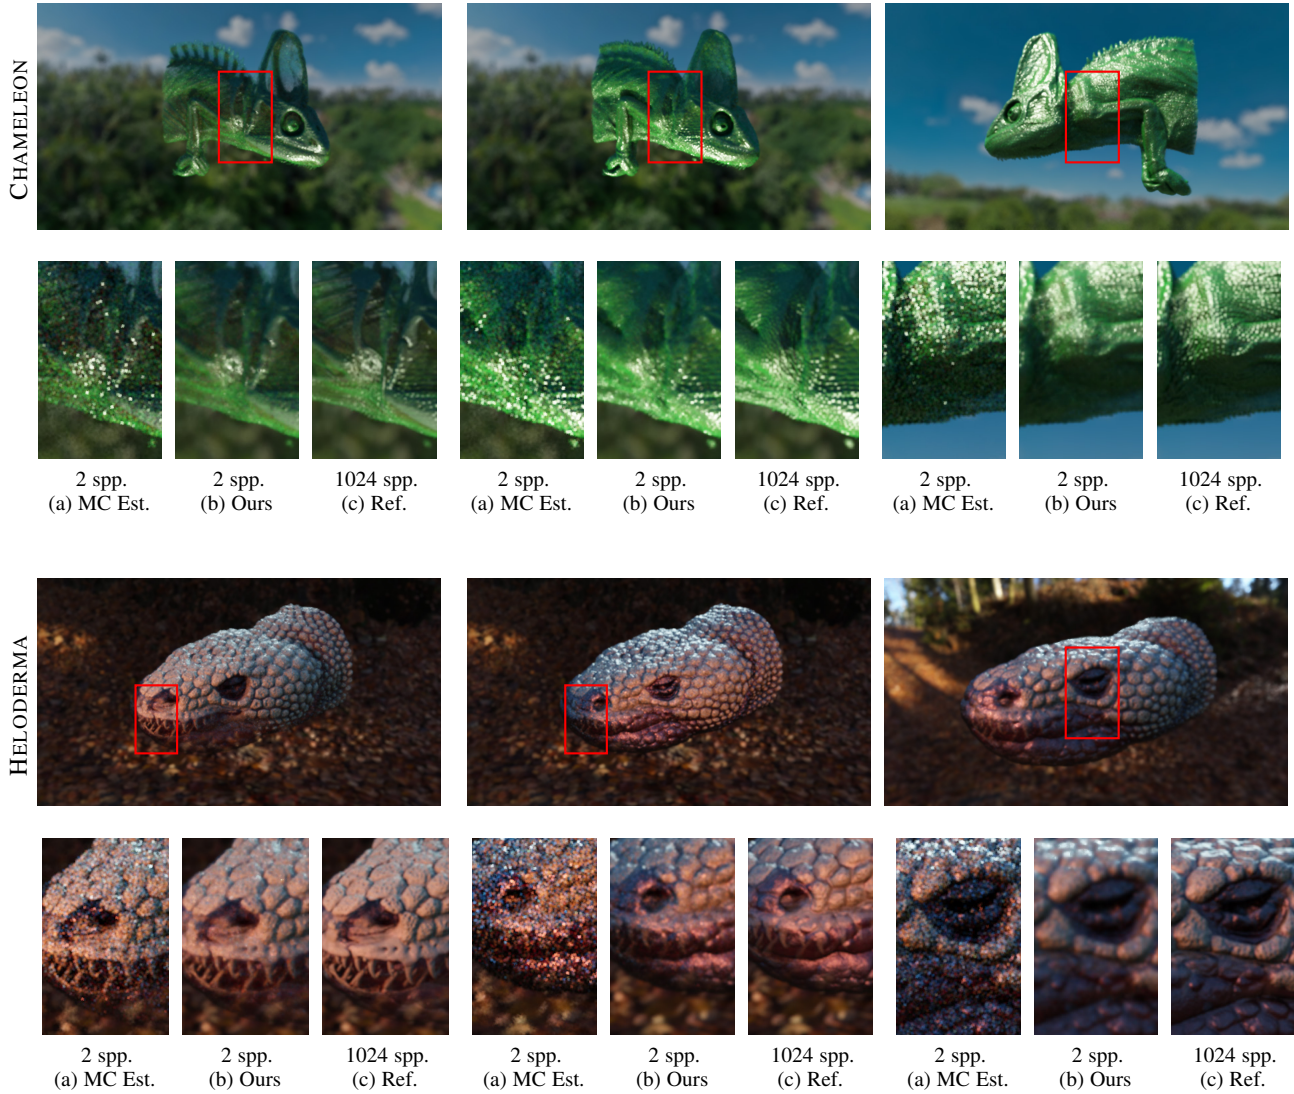 CHAMELEON
2 spp.
(a) MC Est.
2 spp.
(b) Ours
1024 spp.
(c) Ref.
2 spp.
(a) MC Est.
2 spp.
(b) Ours
1024 spp.
(c) Ref.
2 spp.
(a) MC Est.
2 spp.
(b) Ours
1024 spp.
(c) Ref.
HELODERMA
2 spp.
(a) MC Est.
2 spp.
(b) Ours
1024 spp.
(c) Ref.
2 spp.
(a) MC Est.
2 spp.
(b) Ours
1024 spp.
(c) Ref.
2 spp.
(a) MC Est.
2 spp.
(b) Ours
1024 spp.
(c) Ref.